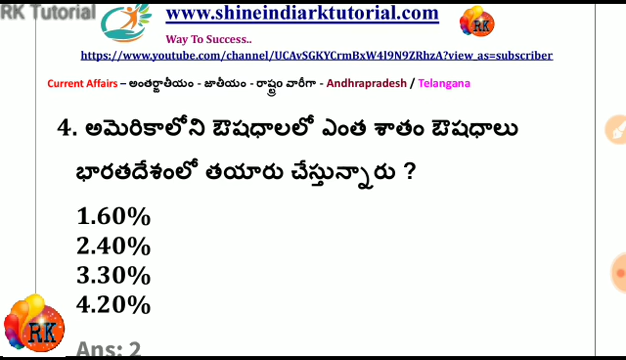 RK Tutorial
www.shineindiarktutorial.com
Way To Success..
https://www.youtube.com/channel/UCAvSGKYCrmBxW4I9N9ZRhzA?view_as=subscriber
Current Affairs – అంతర్జాతీయం - జాతీయం - రాష్ట్రం వారీగా - Andhrapradesh / Telangana
4. అమెరికాలోని ఔషధాలలో ఎంత శాతం ఔషధాలు
భారతదేశంలో తయారు చేస్తున్నారు ?
1.60%
2.40%
3.30%
4.20%
RK
Ans: 2